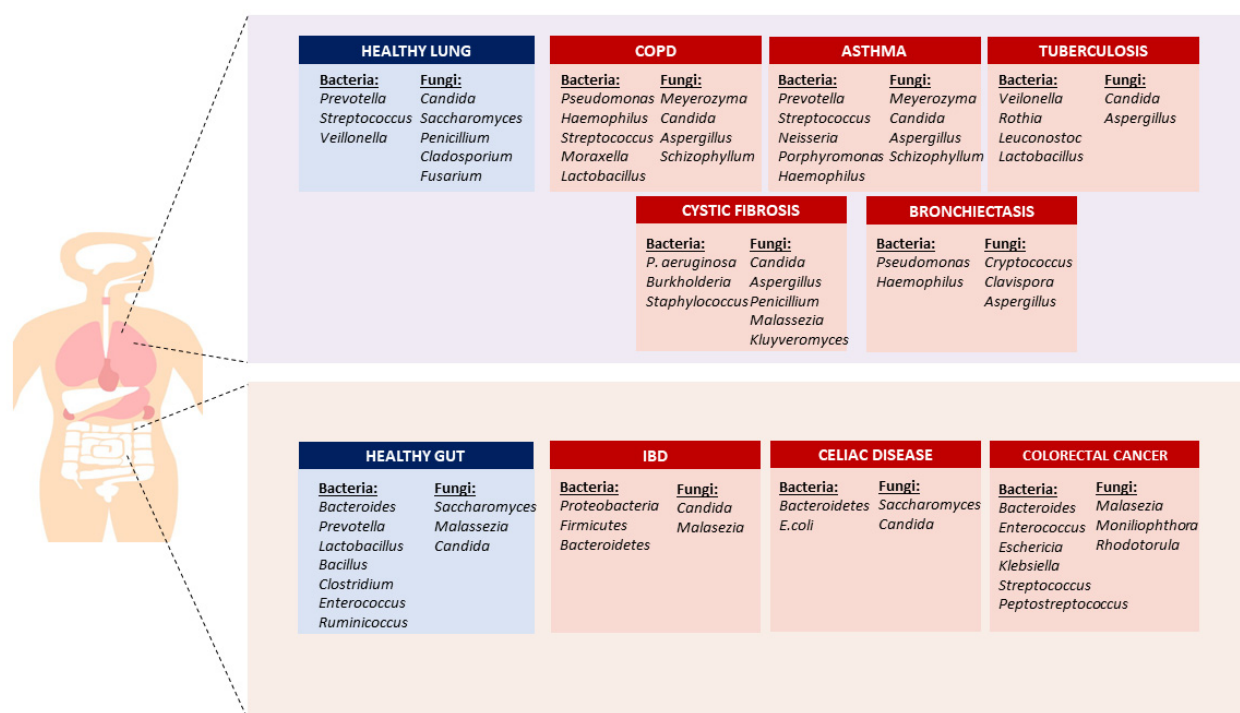 HEALTHY LUNG
Bacteria:
Prevotella
Streptococcus
Veillonella
Fungi:
Candida
Saccharomyces
Penicillium
Cladosporium
Fusarium
COPD
Bacteria:
Pseudomonas
Haemophilus
Streptococcus
Moraxella
Lactobacillus
Fungi:
Meyerozyma
Candida
Aspergillus
Schizophyllum
ASTHMA
Bacteria:
Prevotella
Streptococcus
Neisseria
Porphyromonas
Haemophilus
Fungi:
Meyerozyma
Candida
Aspergillus
Schizophyllum
TUBERCULOSIS
Bacteria:
Veilonella
Rothia
Leuconostoc
Lactobacillus
Fungi:
Candida
Aspergillus
CYSTIC FIBROSIS
Bacteria:
P. aeruginosa
Burkholderia
Staphylococcus
Fungi:
Candida
Aspergillus
Penicillium
Malassezia
Kluyveromyces
BRONCHIECTASIS
Bacteria:
Pseudomonas
Haemophilus
Fungi:
Cryptococcus
Clavispora
Aspergillus
HEALTHY GUT
Bacteria:
Bacteroides
Prevotella
Lactobacillus
Bacillus
Clostridium
Enterococcus
Ruminicoccus
Fungi:
Saccharomyces
Malassezia
Candida
IBD
Bacteria:
Proteobacteria
Firmicutes
Bacteroidetes
Fungi:
Candida
Malasezia
CELIAC DISEASE
Bacteria:
Bacteroidetes
E.coli
Fungi:
Saccharomyces
Candida
COLORECTAL CANCER
Bacteria:
Bacteroides
Enterococcus
Eschericia
Klebsiella
Streptococcus
Peptostreptococcus
Fungi:
Malasezia
Moniliophthora
Rhodotorula